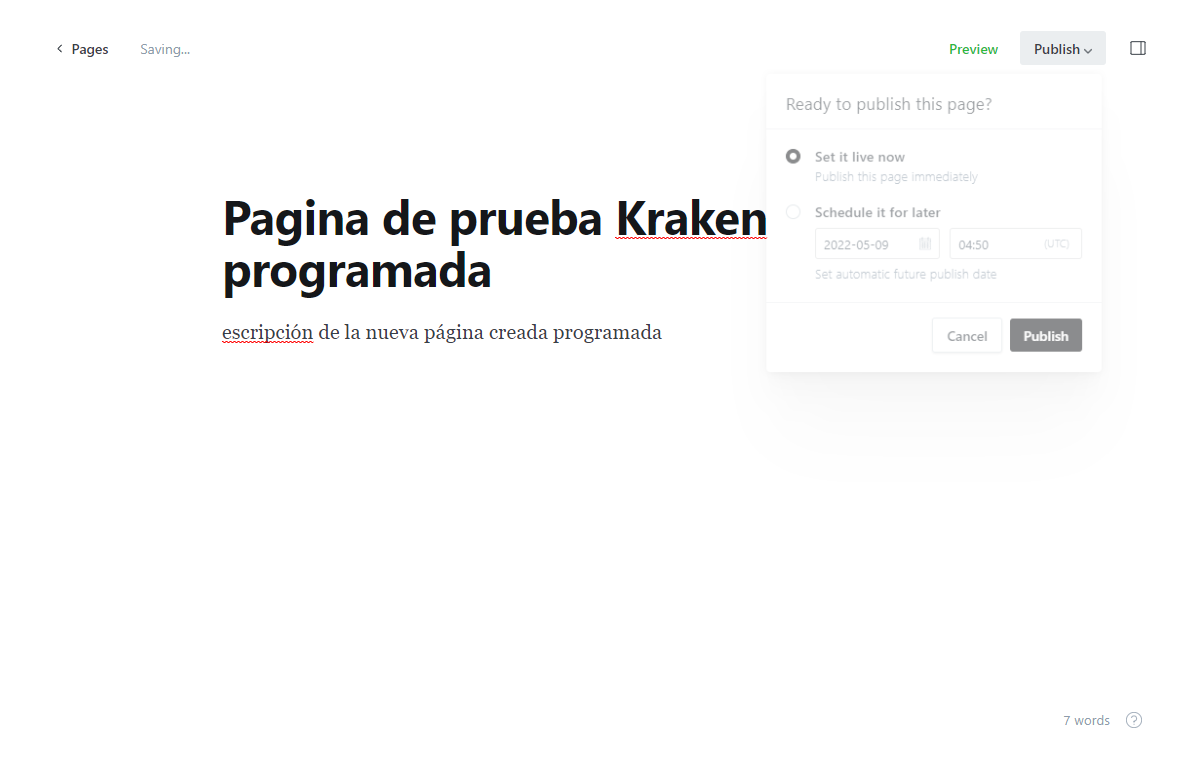 Pages
Saving...
Preview
Publish
Ready to publish this page?
Set it live now
Publish this page immediately
Schedule it for later
2022-05-09
04:50 (UTC)
Set automatic future publish date
Cancel
Publish
Pagina de prueba Kraken
programada
escripción de la nueva página creada programada
7 words
?